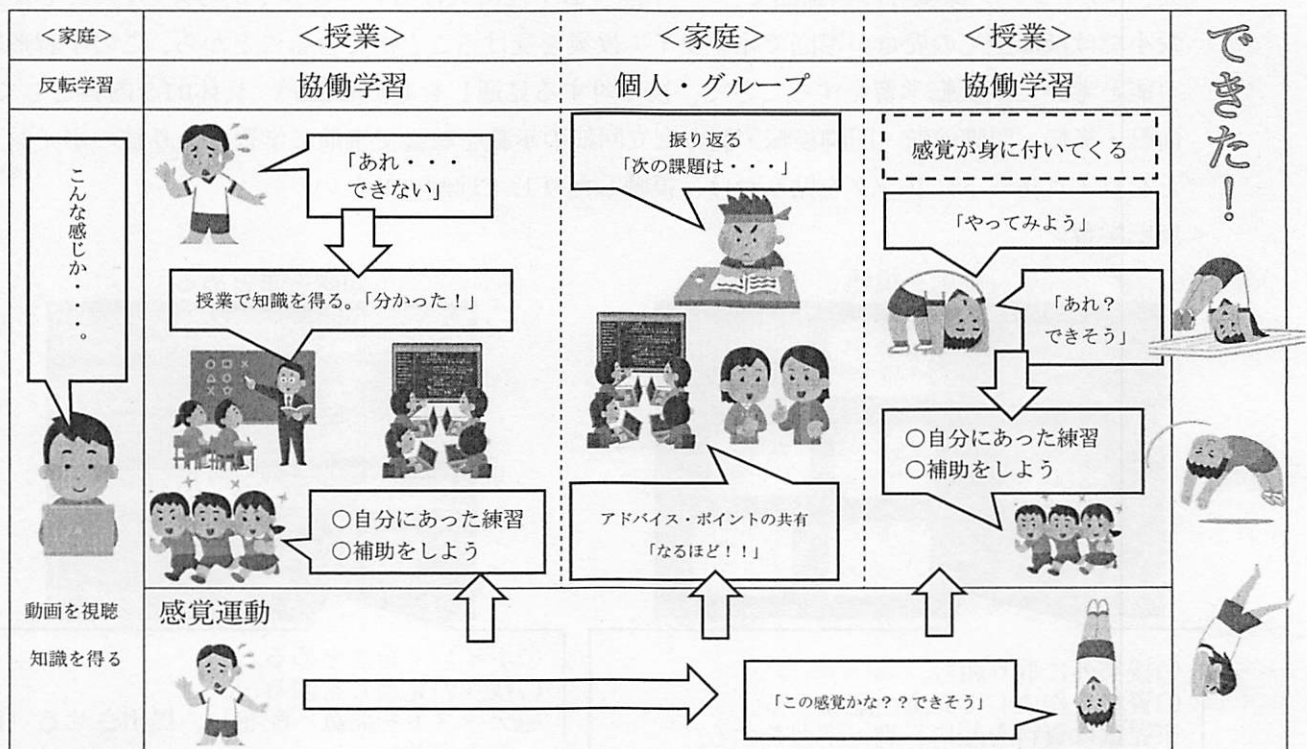 <家庭>
<授業>
<家庭>
<授業>
反転学習
協働学習
個人・グループ
協働学習
こんな感じか・・・・。
動画を視聴
知識を得る
「あれ・・・
できない」
授業で知識を得る。「分かった！」
○自分にあった練習
○補助をしよう
振り返る
「次の課題は・・・」
アドバイス・ポイントの共有
「なるほど！！」
感覚が身に付いてくる
「やってみよう」
「あれ？
できそう」
○自分にあった練習
○補助をしよう
感覚運動
「この感覚かな？？できそう」
できた！